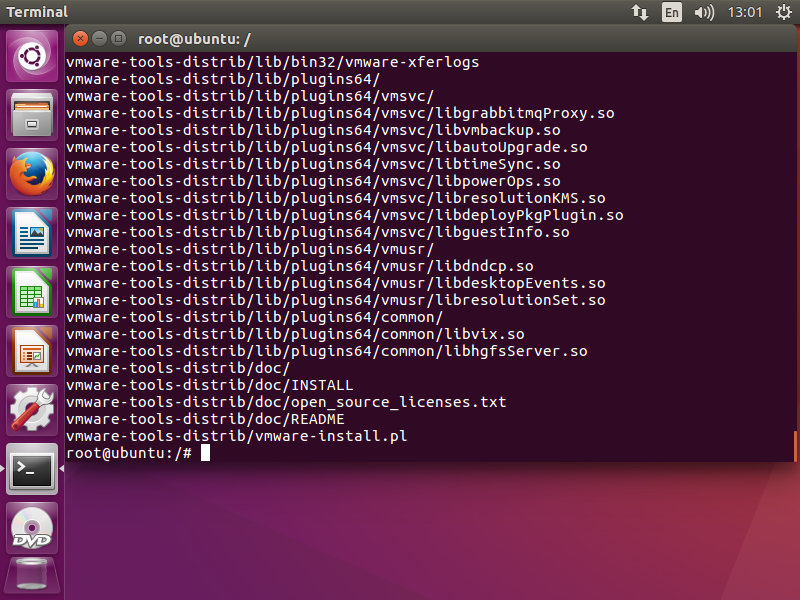 Terminal
En
13:01
root@ubuntu: /
vmware-tools-distrib/lib/bin32/vmware-xferlogs
vmware-tools-distrib/lib/plugins64/
vmware-tools-distrib/lib/plugins64/vmsvc/
vmware-tools-distrib/lib/plugins64/vmsvc/libgrabbitmqProxy.so
vmware-tools-distrib/lib/plugins64/vmsvc/libvmbackup.so
vmware-tools-distrib/lib/plugins64/vmsvc/libautoUpgrade.so
vmware-tools-distrib/lib/plugins64/vmsvc/libtimeSync.so
vmware-tools-distrib/lib/plugins64/vmsvc/libpowerOps.so
vmware-tools-distrib/lib/plugins64/vmsvc/libresolutionKMS.so
vmware-tools-distrib/lib/plugins64/vmsvc/libdeployPkgPlugin.so
vmware-tools-distrib/lib/plugins64/vmsvc/libguestInfo.so
vmware-tools-distrib/lib/plugins64/vmusr/
vmware-tools-distrib/lib/plugins64/vmusr/libdndcp.so
vmware-tools-distrib/lib/plugins64/vmusr/libdesktopEvents.so
vmware-tools-distrib/lib/plugins64/vmusr/libresolutionSet.so
vmware-tools-distrib/lib/plugins64/common/
vmware-tools-distrib/lib/plugins64/common/libvix.so
vmware-tools-distrib/lib/plugins64/common/libhgfsServer.so
vmware-tools-distrib/doc/
vmware-tools-distrib/doc/INSTALL
vmware-tools-distrib/doc/open_source_licenses.txt
vmware-tools-distrib/doc/README
vmware-tools-distrib/vmware-install.pl
root@ubuntu:/#
>_
DVD